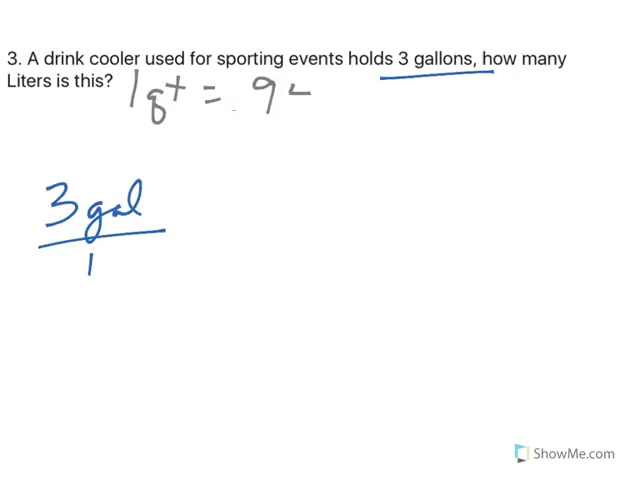 3. A drink cooler used for sporting events holds 3 gallons, how many
Liters is this?
1 qt = .94
3 gal
1
ShowMe.com